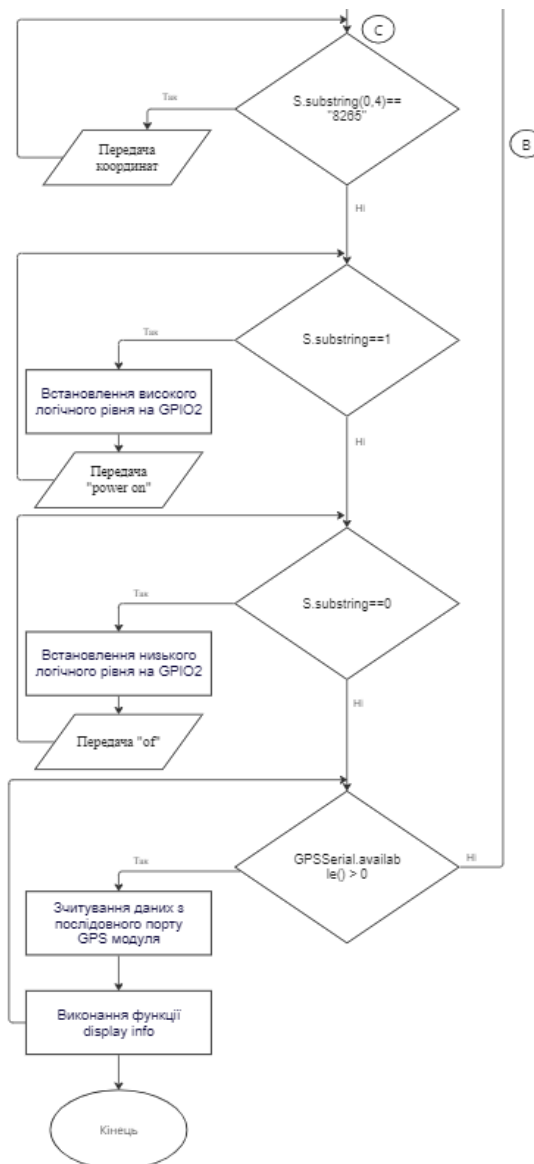 C
S.substring(0,4)==
"8265"
Так
Передача
координат
B
Ні
S.substring==1
Так
Встановлення високого
логічного рівня на GPIO2
Передача
"power on"
Ні
S.substring==0
Так
Встановлення низького
логічного рівня на GPIO2
Передача "of"
Ні
GPSSerial.availab
le() > 0
Так
Ні
Зчитування даних з
послідовного порту
GPS модуля
Виконання функції
display info
Кінець